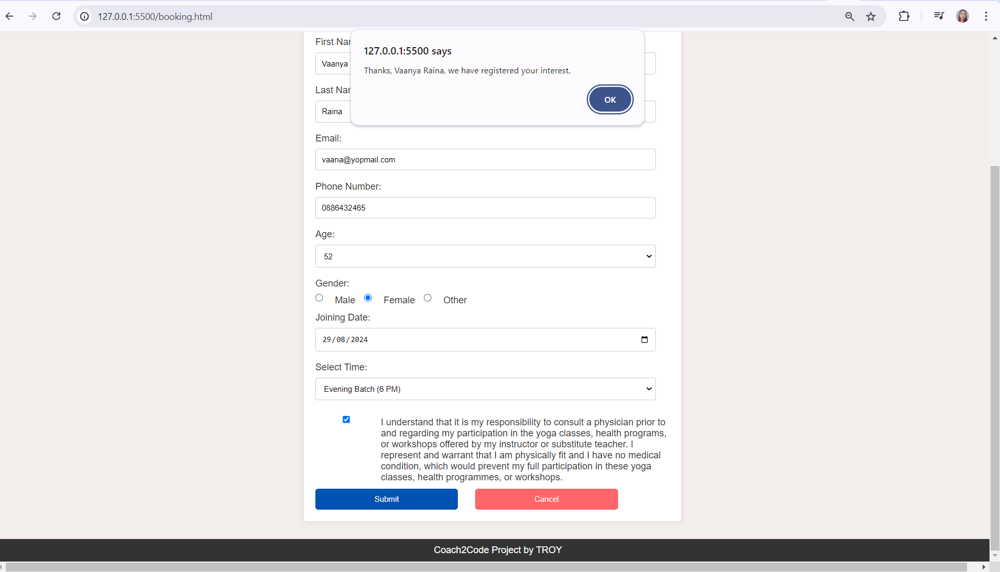 127.0.0.1:5500/booking.html
127.0.0.1:5500 says
Thanks, Vaanya Raina, we have registered your interest.
OK
First Nam
Vaanya
Last Nam
Raina
Email:
vaana@yopmail.com
Phone Number:
0886432465
Age:
52
Gender:
Male Female Other
Joining Date:
29/08/2024
Select Time:
Evening Batch (6 PM)
I understand that it is my responsibility to consult a physician prior to
and regarding my participation in the yoga classes, health programs,
or workshops offered by my instructor or substitute teacher. I
represent and warrant that I am physically fit and I have no medical
condition, which would prevent my full participation in these yoga
classes, health programmes, or workshops.
Submit Cancel
Coach2Code Project by TROY